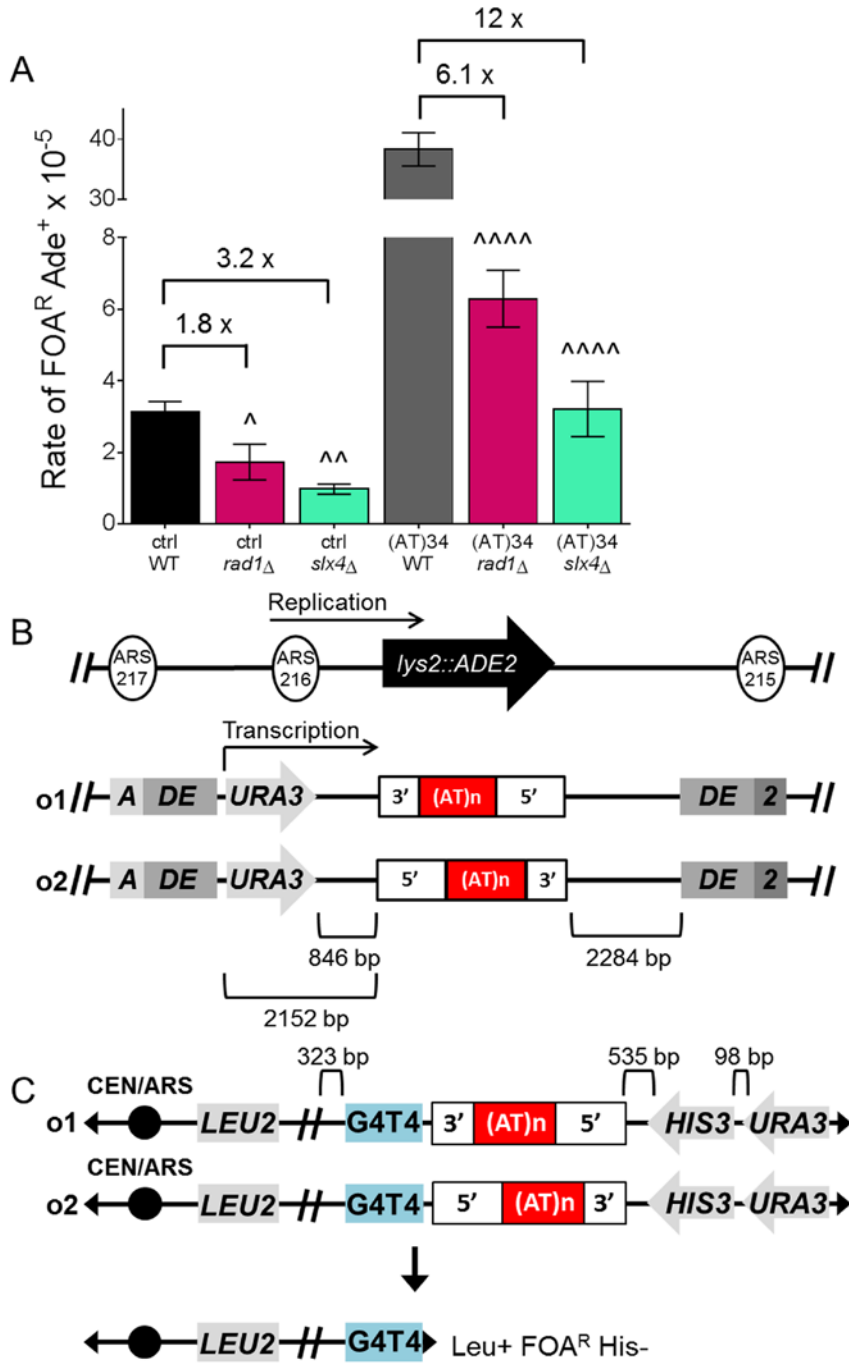 A
12 x
6.1 x
3.2 x
1.8 x
Rate of FOA^R Ade^+ x 10^-5
40
30
8
6
4
2
0
^
^^
^^^^
^^^^
ctrl WT
ctrl rad1Δ
ctrl slx4Δ
(AT)34 WT
(AT)34 rad1Δ
(AT)34 slx4Δ
B
Replication
ARS 217
ARS 216
lys2::ADE2
ARS 215
Transcription
o1 A DE URA3 3’ (AT)n 5’ DE 2
o2 A DE URA3 5’ (AT)n 3’ DE 2
846 bp
2284 bp
2152 bp
C
323 bp
535 bp
98 bp
CEN/ARS
o1 LEU2 G4T4 3’ (AT)n 5’ HIS3 URA3
CEN/ARS
o2 LEU2 G4T4 5’ (AT)n 3’ HIS3 URA3
LEU2 G4T4 Leu+ FOA^R His-